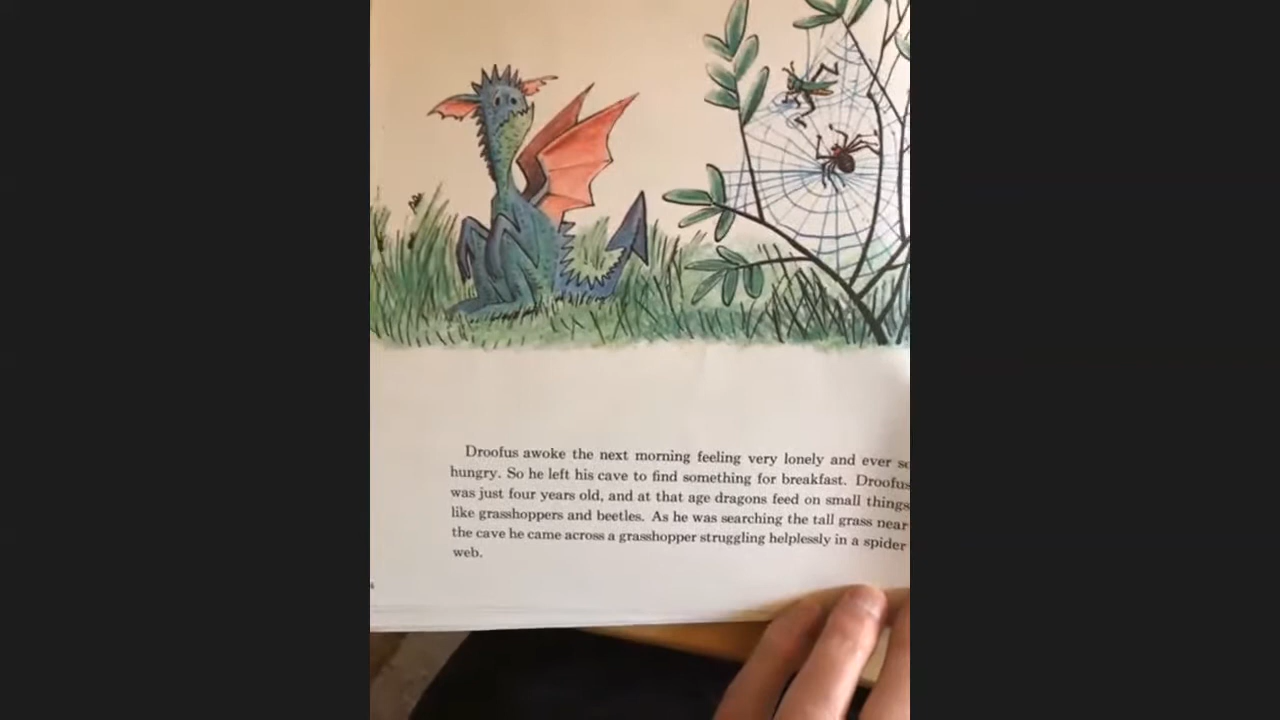 Droofus awoke the next morning feeling very lonely and ever so
hungry. So he left his cave to find something for breakfast. Droofus
was just four years old, and at that age dragons feed on small things
like grasshoppers and beetles. As he was searching the tall grass near
the cave he came across a grasshopper struggling helplessly in a spider
web.